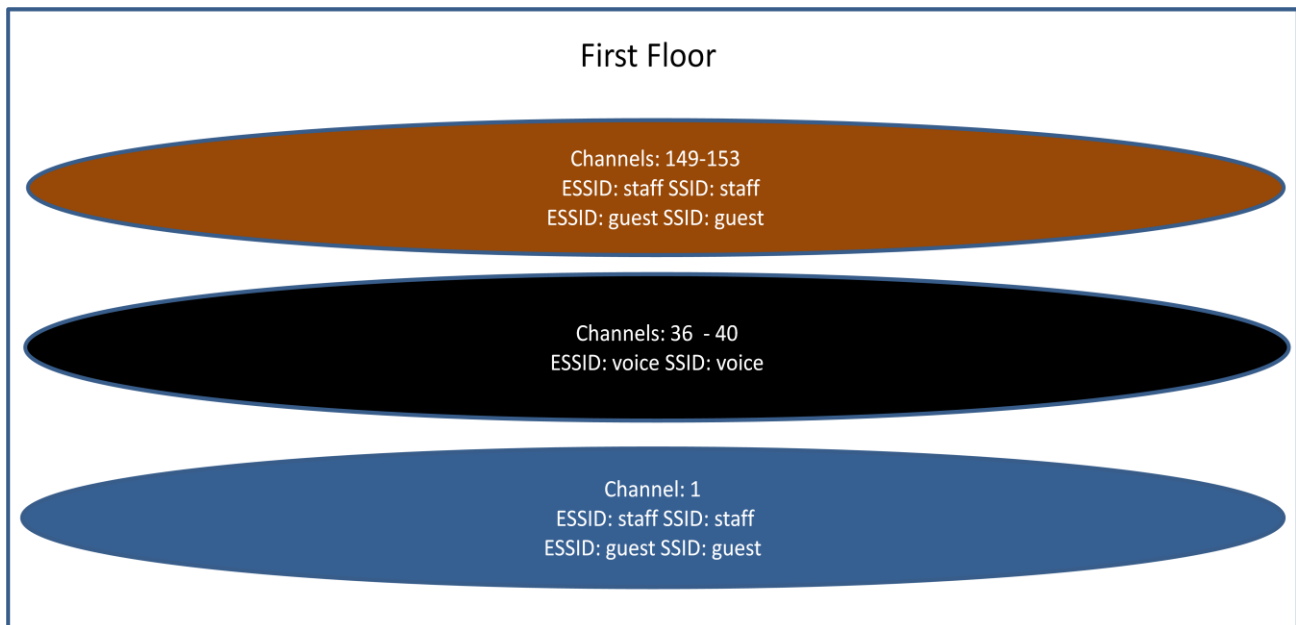 First Floor
Channels: 149-153
ESSID: staff SSID: staff
ESSID: guest SSID: guest
Channels: 36 - 40
ESSID: voice SSID: voice
Channel: 1
ESSID: staff SSID: staff
ESSID: guest SSID: guest